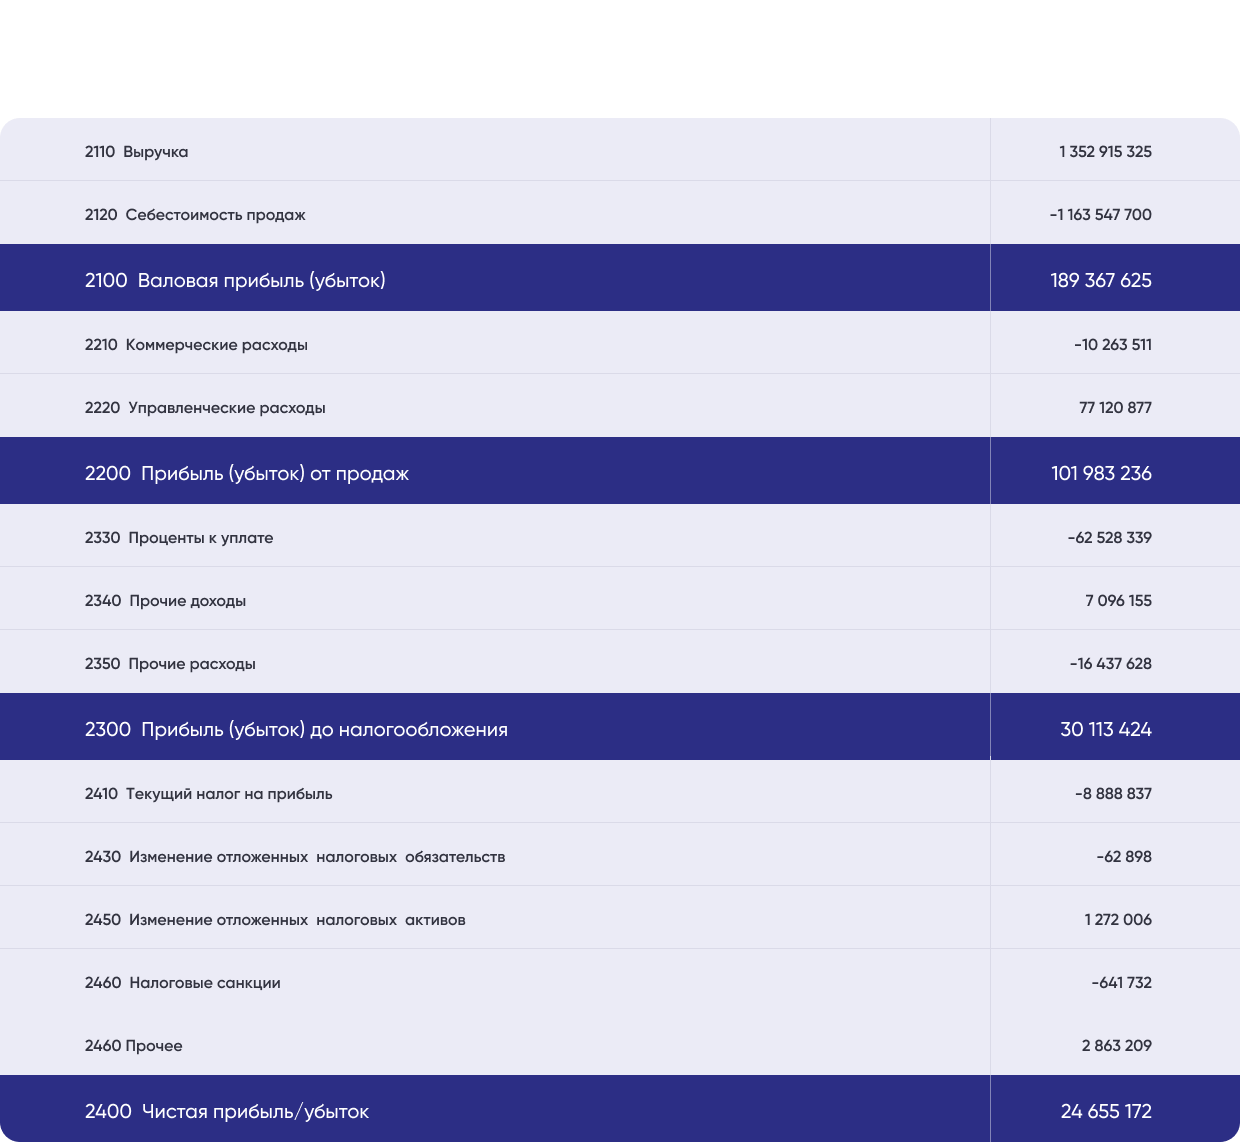 2110 Выручка 1 352 915 325
2120 Себестоимость продаж -1 163 547 700
2100 Валовая прибыль (убыток) 189 367 625
2210 Коммерческие расходы -10 263 511
2220 Управленческие расходы 77 120 877
2200 Прибыль (убыток) от продаж 101 983 236
2330 Проценты к уплате -62 528 339
2340 Прочие доходы 7 096 155
2350 Прочие расходы -16 437 628
2300 Прибыль (убыток) до налогообложения 30 113 424
2410 Текущий налог на прибыль -8 888 837
2430 Изменение отложенных налоговых обязательств -62 898
2450 Изменение отложенных налоговых активов 1 272 006
2460 Налоговые санкции -641 732
2460 Прочее 2 863 209
2400 Чистая прибыль/убыток 24 655 172